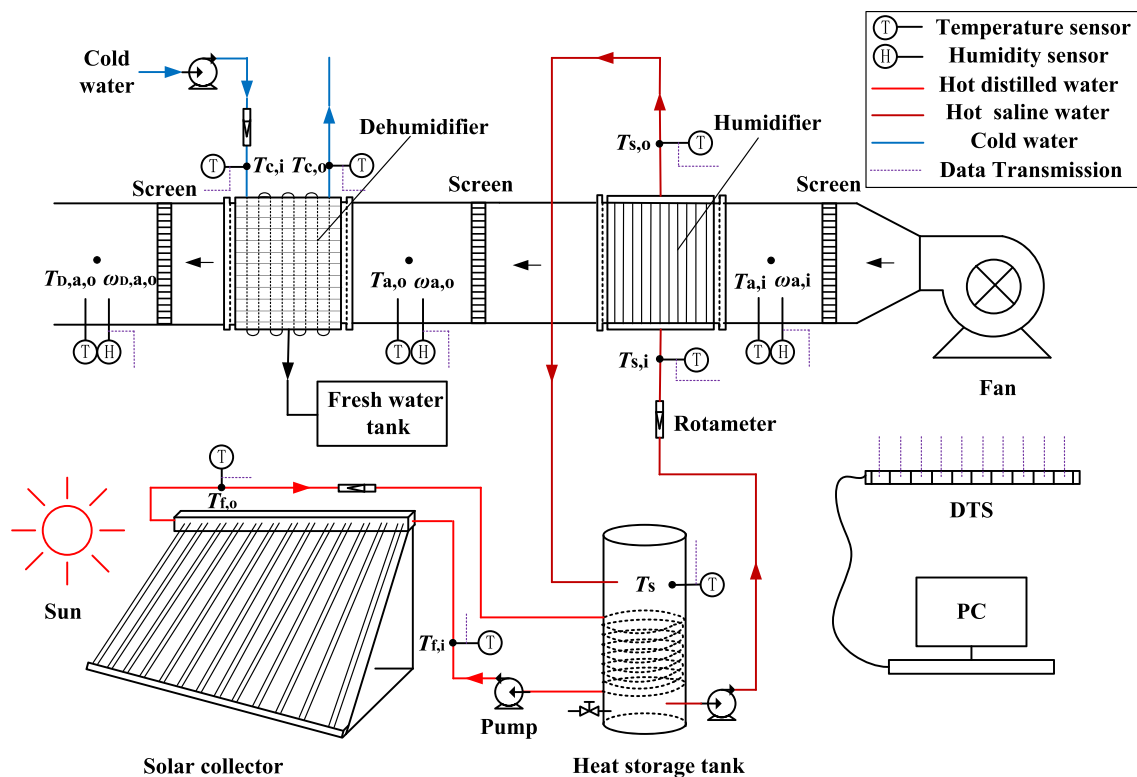 T Temperature sensor
H Humidity sensor
Hot distilled water
Hot saline water
Cold water
Data Transmission
Cold
water
Dehumidifier
Humidifier
T
Tc,i
Tc,o
T
Ts,o
T
Screen
Screen
Screen
TD,a,o
ωD,a,o
Ta,o
ωa,o
Ta,i
ωa,i
T
H
T
H
T
H
Ts,i
T
Fan
Fresh water
tank
Rotameter
T
Tf,o
DTS
Sun
Ts
T
PC
Tf,i
T
Pump
Solar collector
Heat storage tank